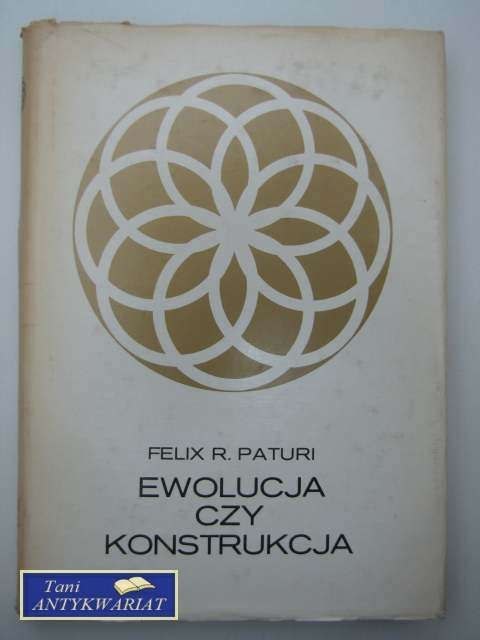 FELIX R. PATURI
EWOLUCJA
CZY
KONSTRUKCJA
Tani
ANTYKWARIAT